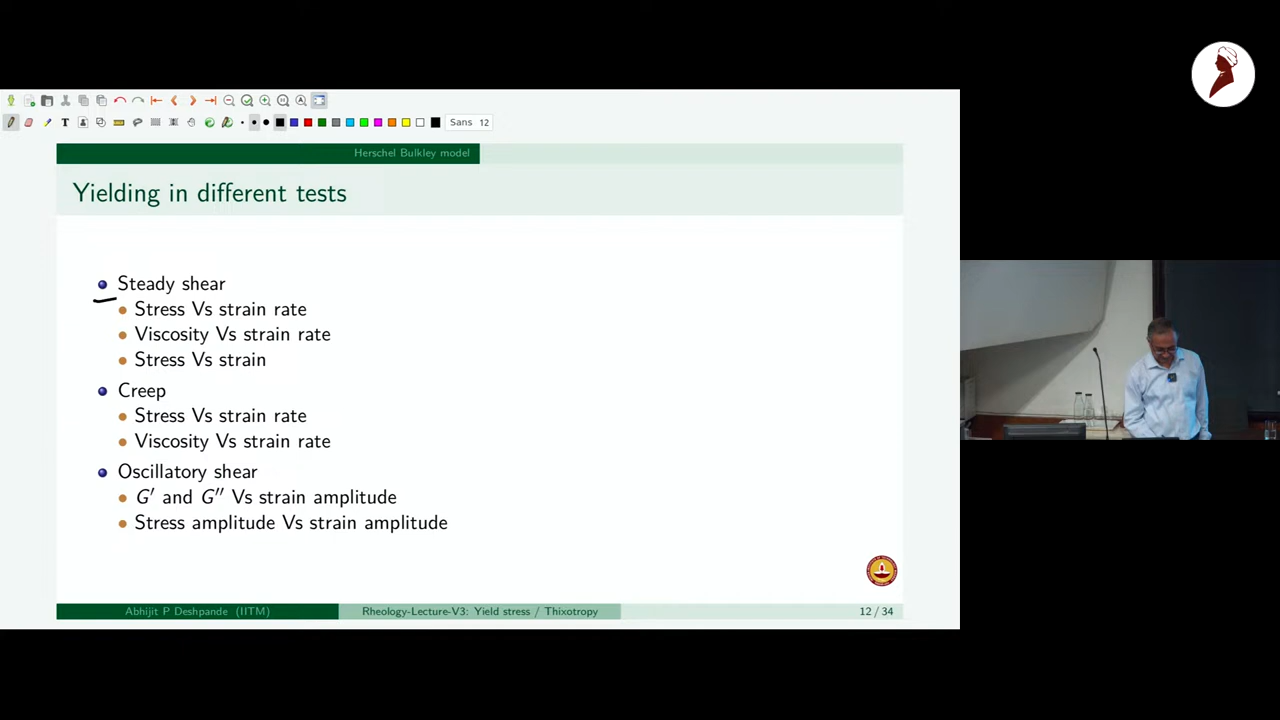 Sans 12
Herschel Bulkley model
Yielding in different tests
Steady shear
Stress Vs strain rate
Viscosity Vs strain rate
Stress Vs strain
Creep
Stress Vs strain rate
Viscosity Vs strain rate
Oscillatory shear
G′ and G″ Vs strain amplitude
Stress amplitude Vs strain amplitude
Abhijit P Deshpande (IITM) Rheology-Lecture-V3: Yield stress / Thixotropy 12 / 34